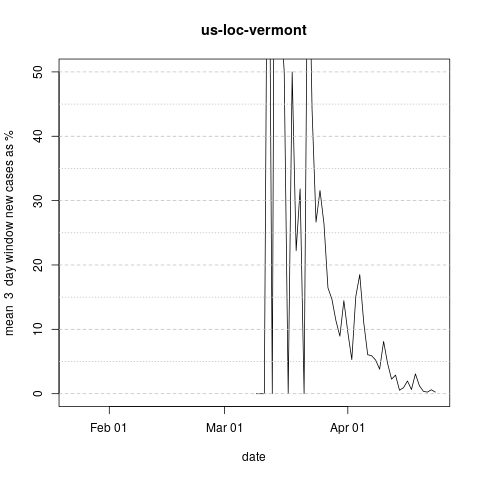 us-loc-vermont
mean  3  day window new cases as %
50
40
30
20
10
0
Feb 01
Mar 01
Apr 01
date